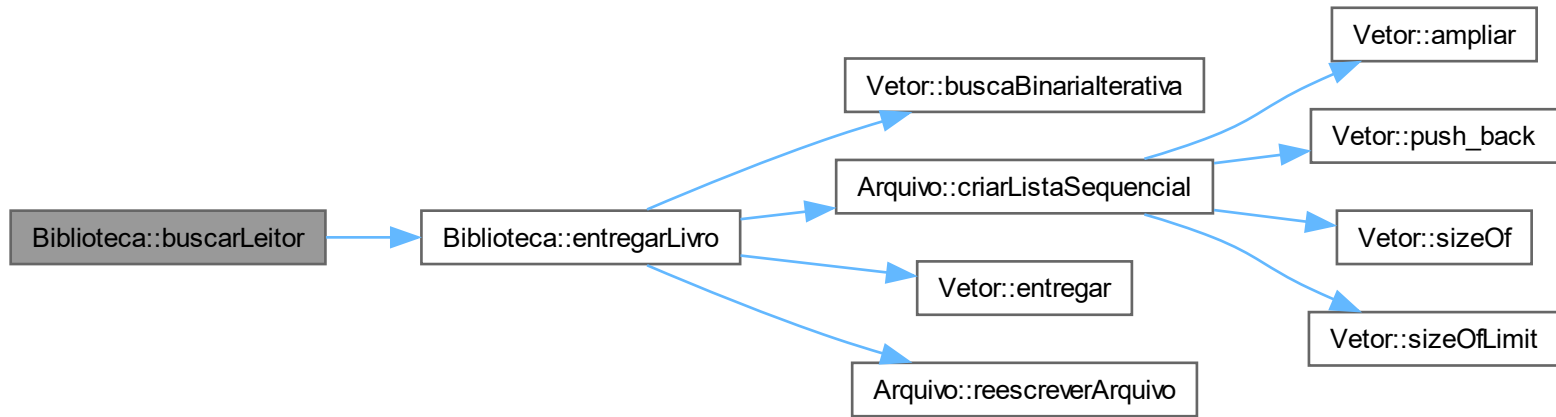 Biblioteca::buscarLeitor
Biblioteca::entregarLivro
Vetor::buscaBinariaIterativa
Arquivo::criarListaSequencial
Vetor::ampliar
Vetor::push_back
Vetor::sizeOf
Vetor::sizeOfLimit
Vetor::entregar
Arquivo::reescreverArquivo